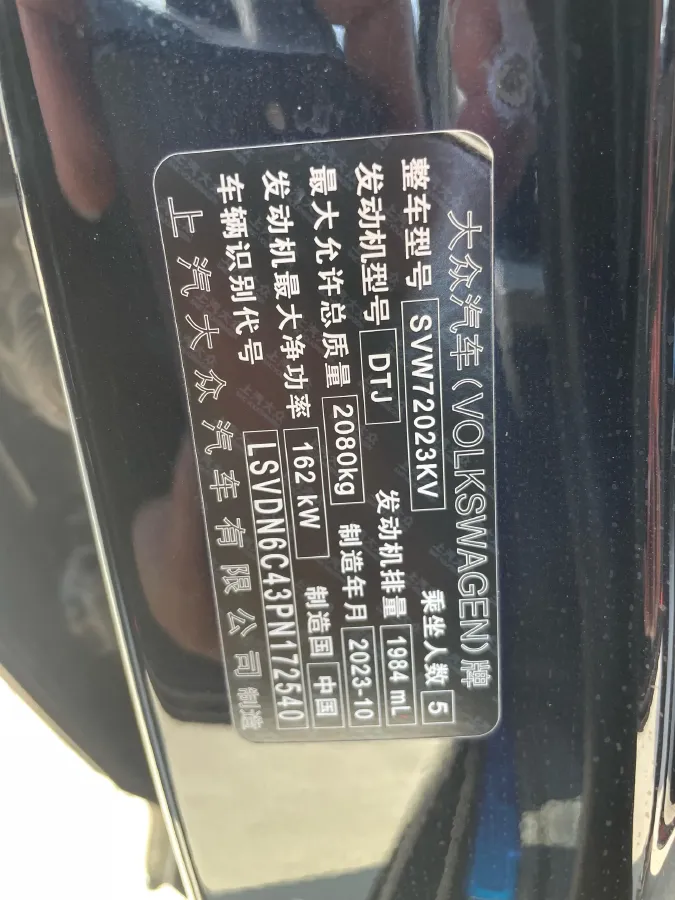 大众汽车(VOLKSWAGEN)牌
整车型号 SVW72023KV 乘坐人数 5
发动机型号 DTJ 发动机排量 1984 mL
最大允许总质量 2080kg 制造年月 2023-10
发动机最大净功率 162 kW 制造国 中国
车辆识别代号 LSVDN6C43PN172540
上汽大众汽车有限公司 制造